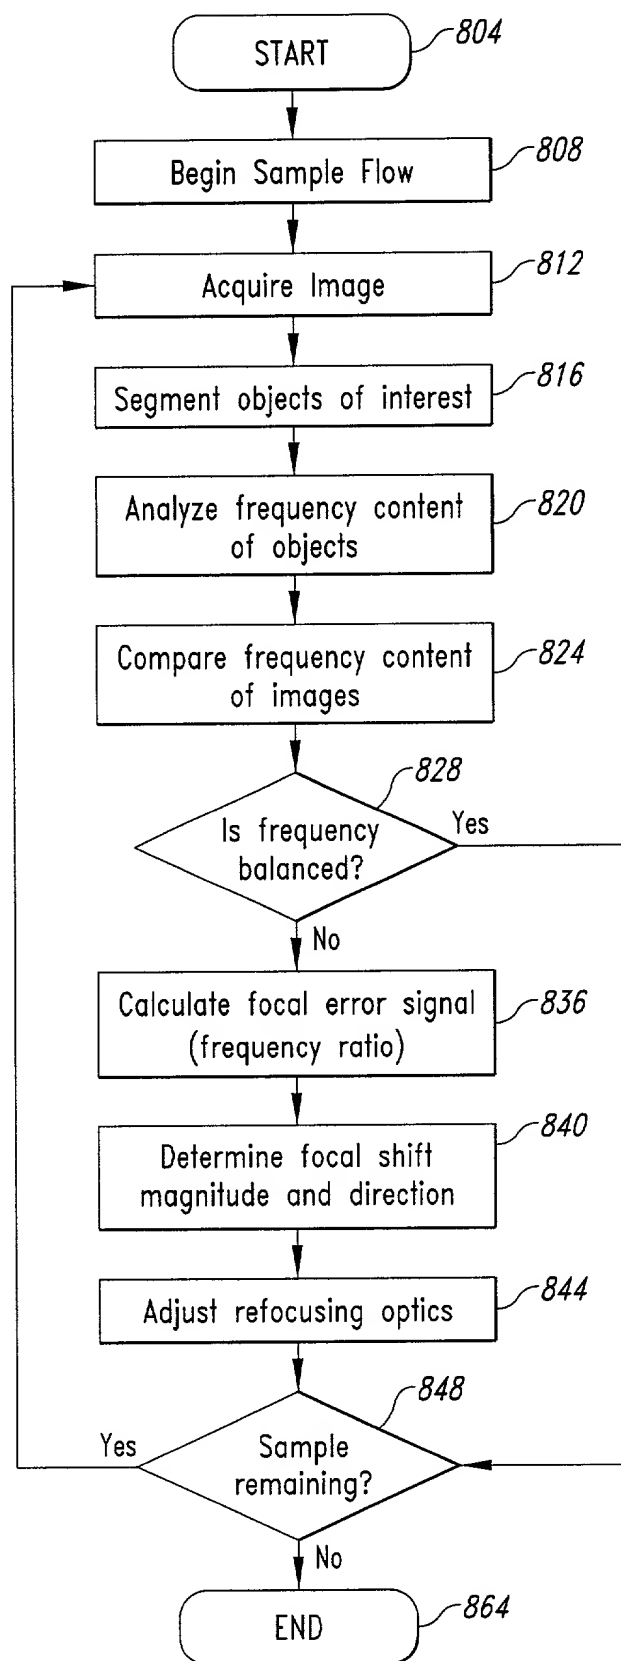 START
804
Begin Sample Flow
808
Acquire Image
812
Segment objects of interest
816
Analyze frequency content
of objects
820
Compare frequency content
of images
824
828
Is frequency
balanced?
Yes
No
Calculate focal error signal
(frequency ratio)
836
Determine focal shift
magnitude and direction
840
Adjust refocusing optics
844
848
Yes
Sample
remaining?
No
END
864